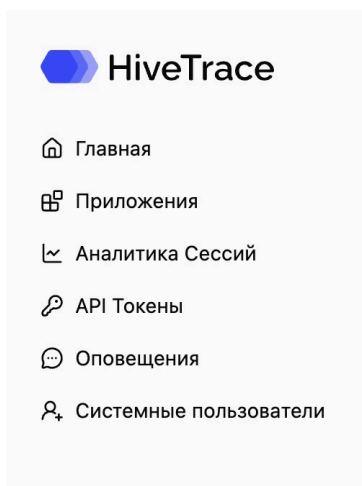 HiveTrace
Главная
Приложения
Аналитика Сессий
API Токены
Оповещения
Системные пользователи